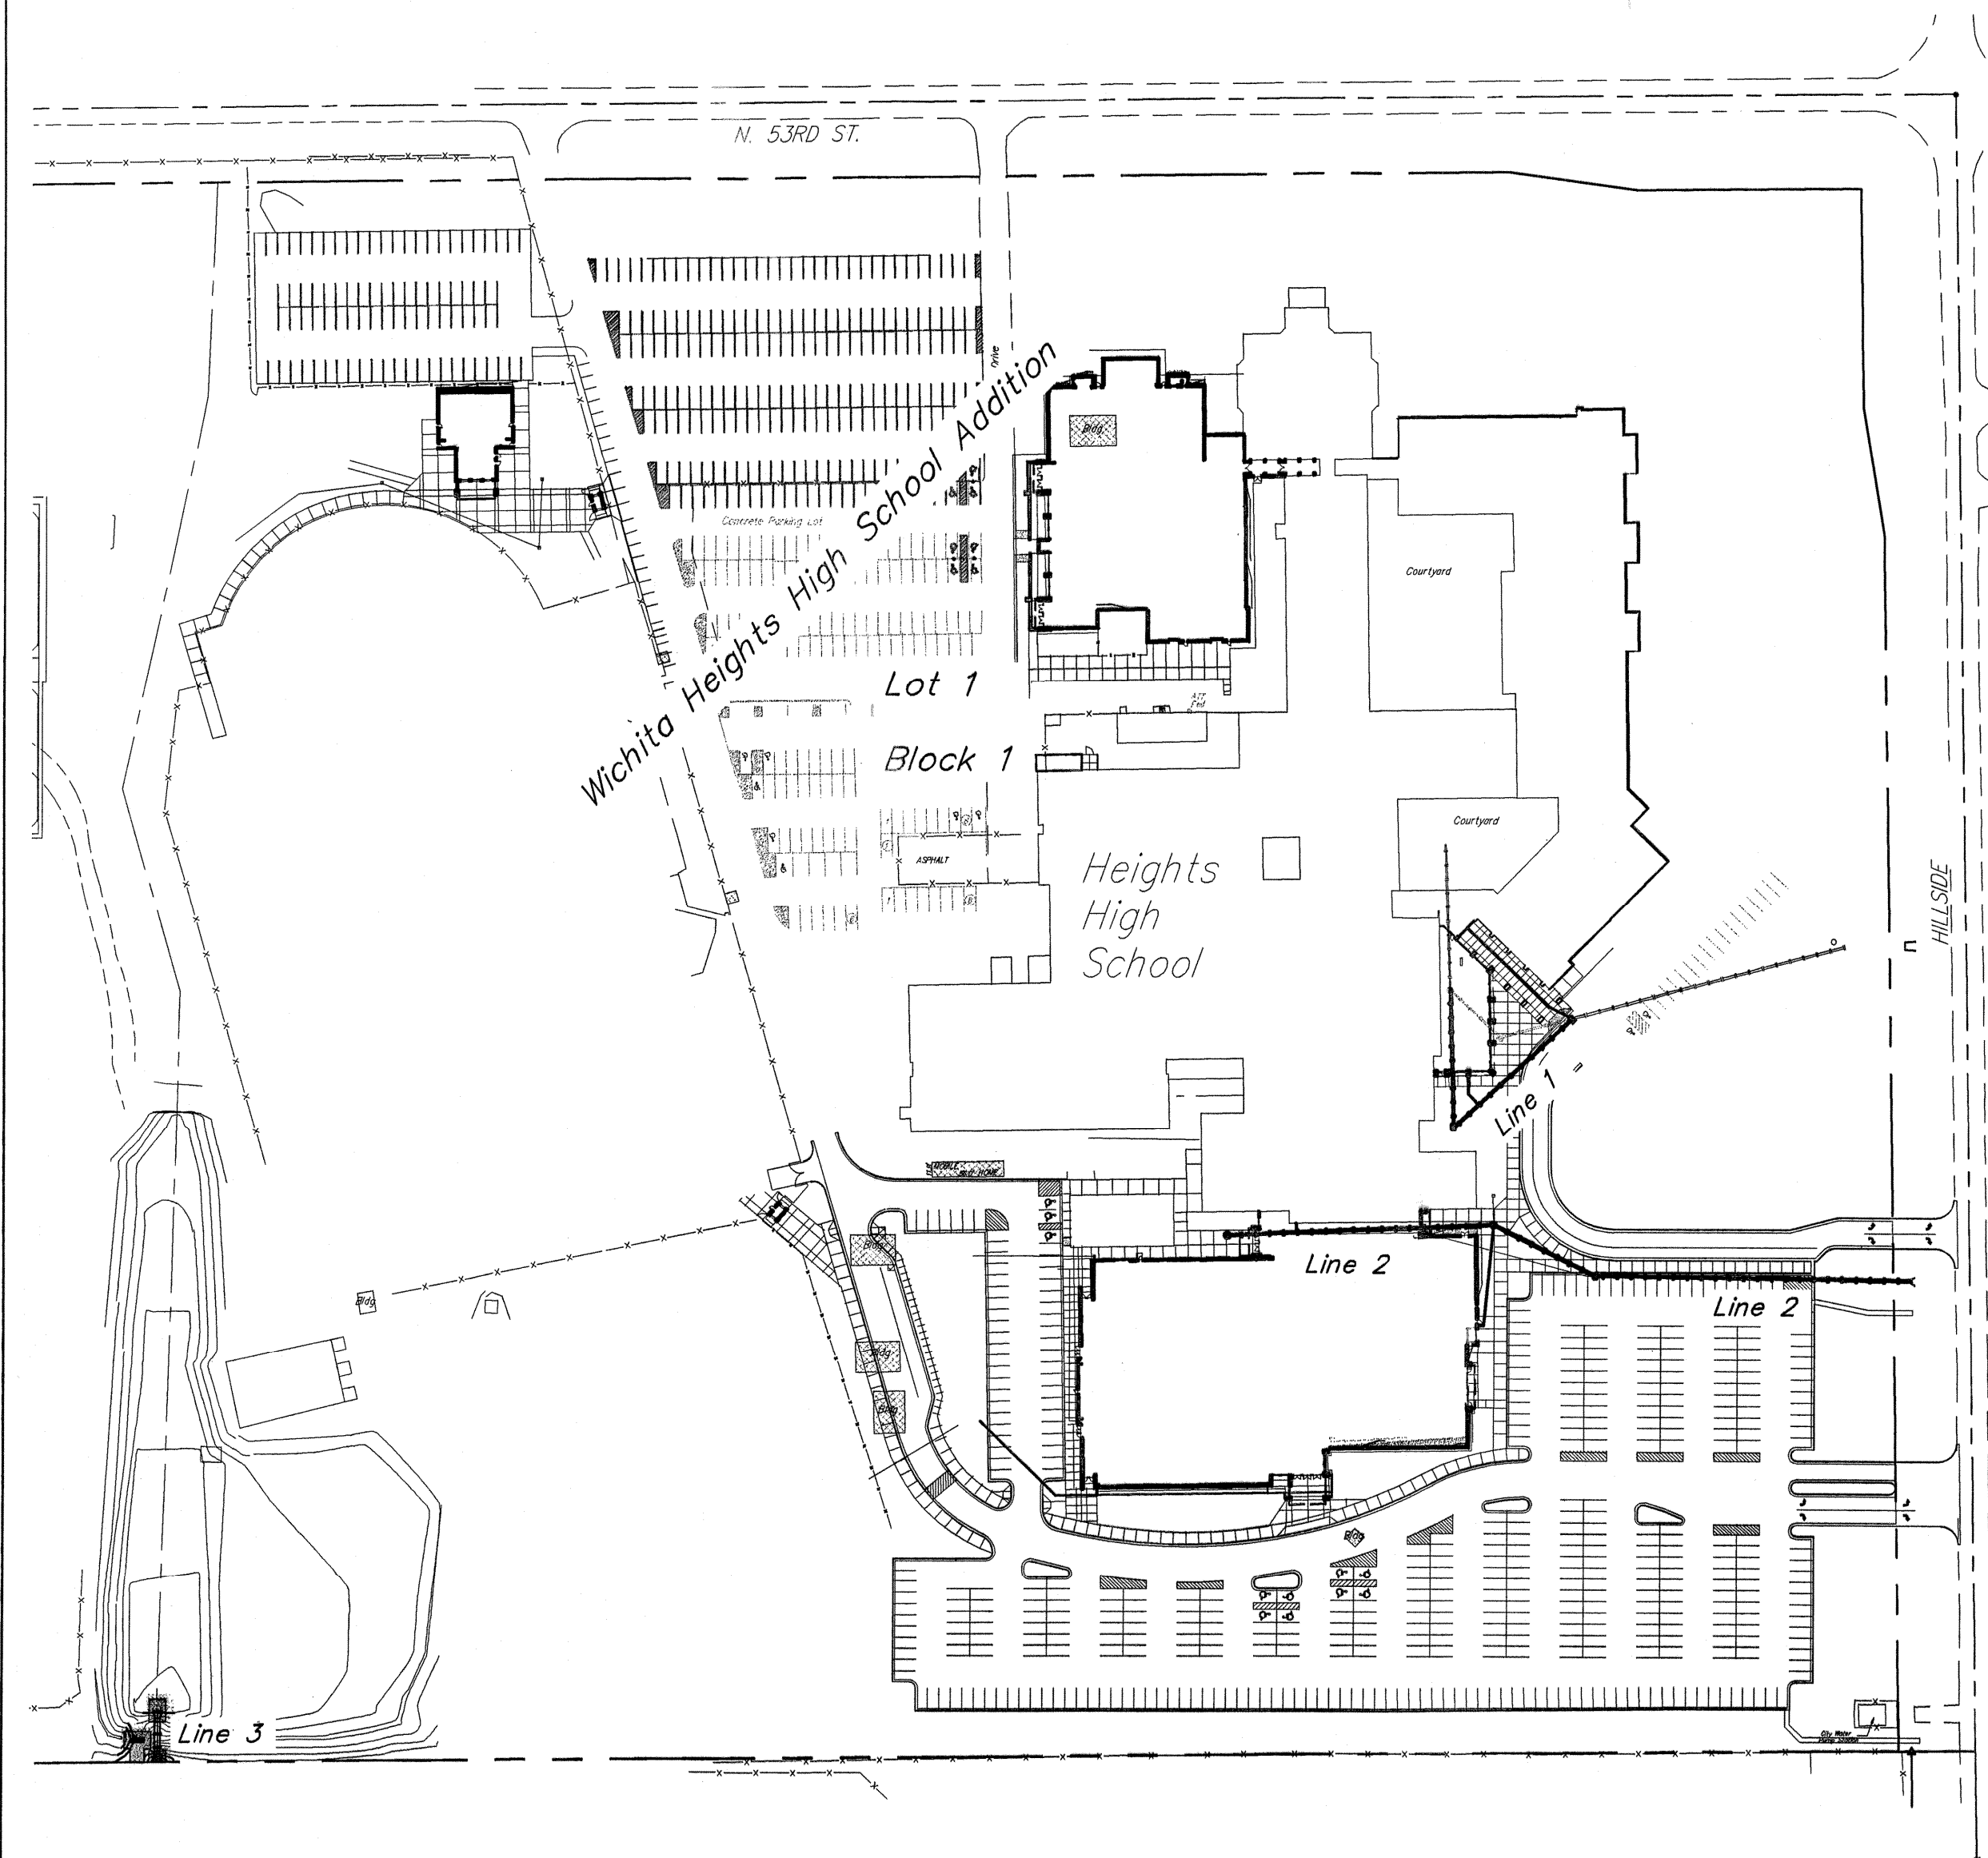 N. 53RD ST.
Drive
Wichita Heights High School Addition
Bldg.
Concrete Parking Lot
Courtyard
Lot 1
Block 1
Courtyard
ASPHALT
Heights
High
School
HILLSIDE
Line 1
Bldg
Line 2
Bldg
Line 2
Bldg
Bldg
Bldg
Line 3
City Water
Pump Station